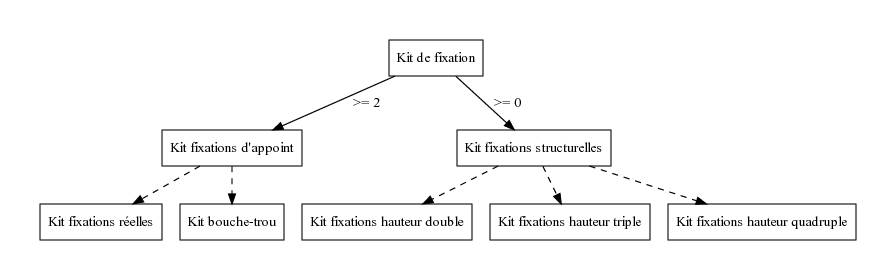 Kit de fixation
>= 2
>= 0
Kit fixations d'appoint
Kit fixations structurelles
Kit fixations réelles
Kit bouche-trou
Kit fixations hauteur double
Kit fixations hauteur triple
Kit fixations hauteur quadruple